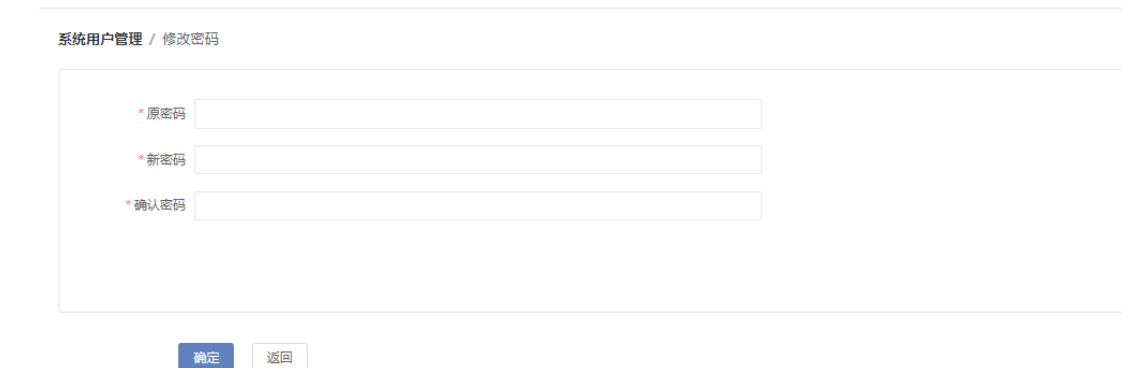 系统用户管理 / 修改密码
* 原密码
* 新密码
* 确认密码
确定 返回